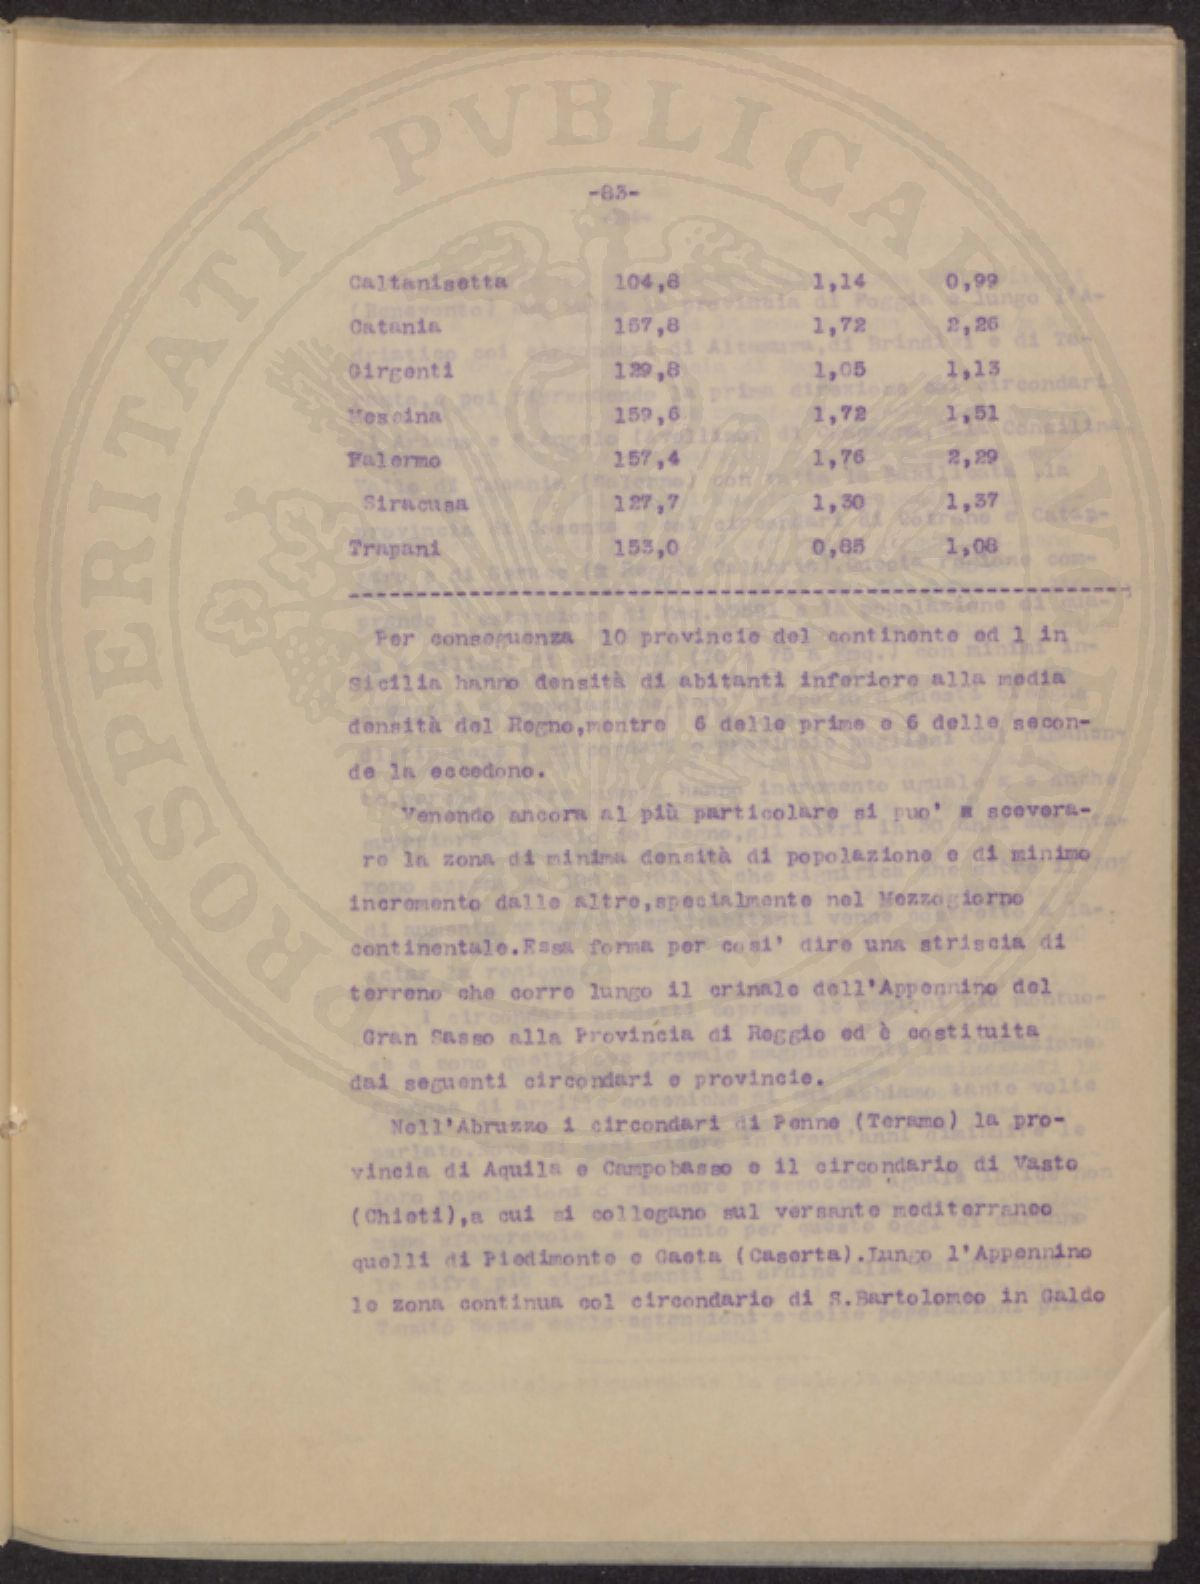 PROSPERITATI PVBLICAE
-83-
Caltanisetta 104,8 1,14 0,99
Catania 157,8 1,72 2,26
Girgenti 129,8 1,05 1,13
Messina 159,6 1,72 1,51
Palermo 157,4 1,76 2,29
Siracusa 127,7 1,30 1,37
Trapani 153,0 0,85 1,08
Per conseguenza 10 provincie del continente ed 1 in
Sicilia hanno densità di abitanti inferiore alla media
densità del Regno,mentre 6 delle prime e 6 delle secon-
de la eccedono.
Venendo ancora al più particolare si puo' a scevera-
re la zona di minima densità di popolazione e di minimo
incremento dalle altre,specialmente nel Mezzogiorno
continentale.Essa forma per cosi' dire una striscia di
terreno che corre lungo il crinale dell'Appennino del
Gran Sasso alla Provincia di Reggio ed è costituita
dai seguenti circondari e provincie.
Nell'Abruzzo i circondari di Penne (Teramo) la pro-
vincia di Aquila e Campobasso e il circondario di Vasto
(Chieti),a cui si collegano sul versante mediterraneo
quelli di Piedimonte e Gaeta (Caserta).Lungo l'Appennino
le zona continua col circondario di S.Bartolomeo in Galdo